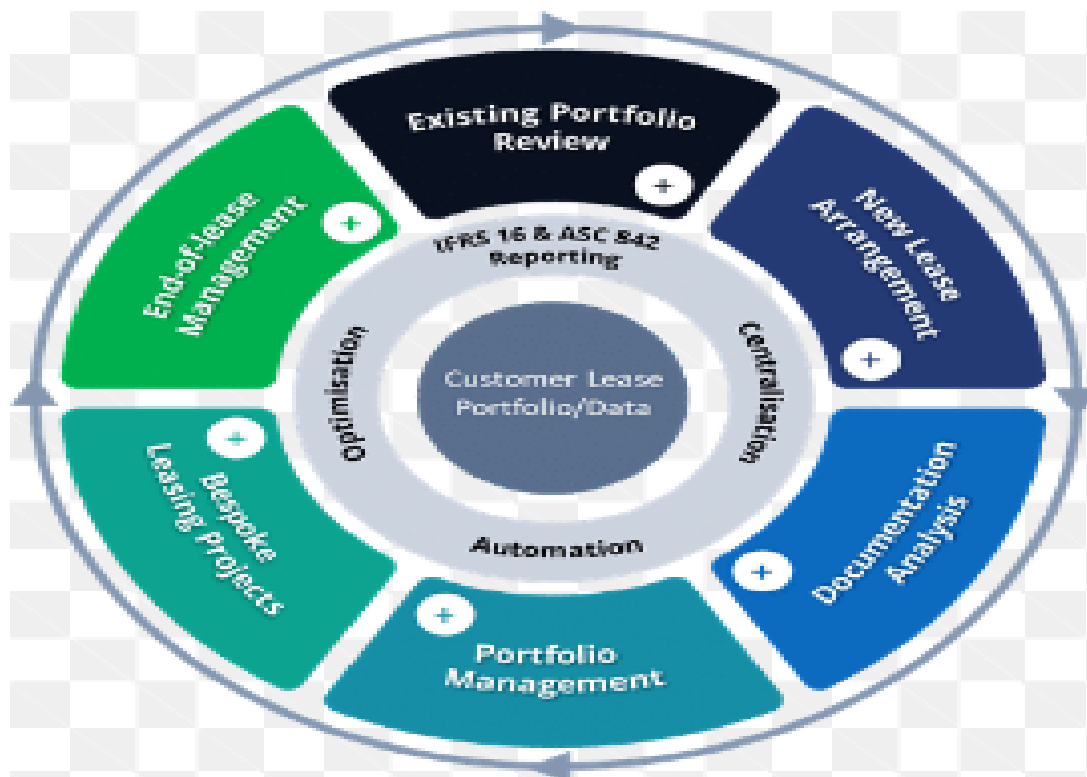 Existing Portfolio
Review
New Lease
Arrangement
Documentation
Analysis
Portfolio
Management
Bespoke
Leasing Projects
End-of-lease
Management
IFRS 16 & ASC 842
Reporting
Centralisation
Automation
Optimisation
Customer Lease
Portfolio/Data